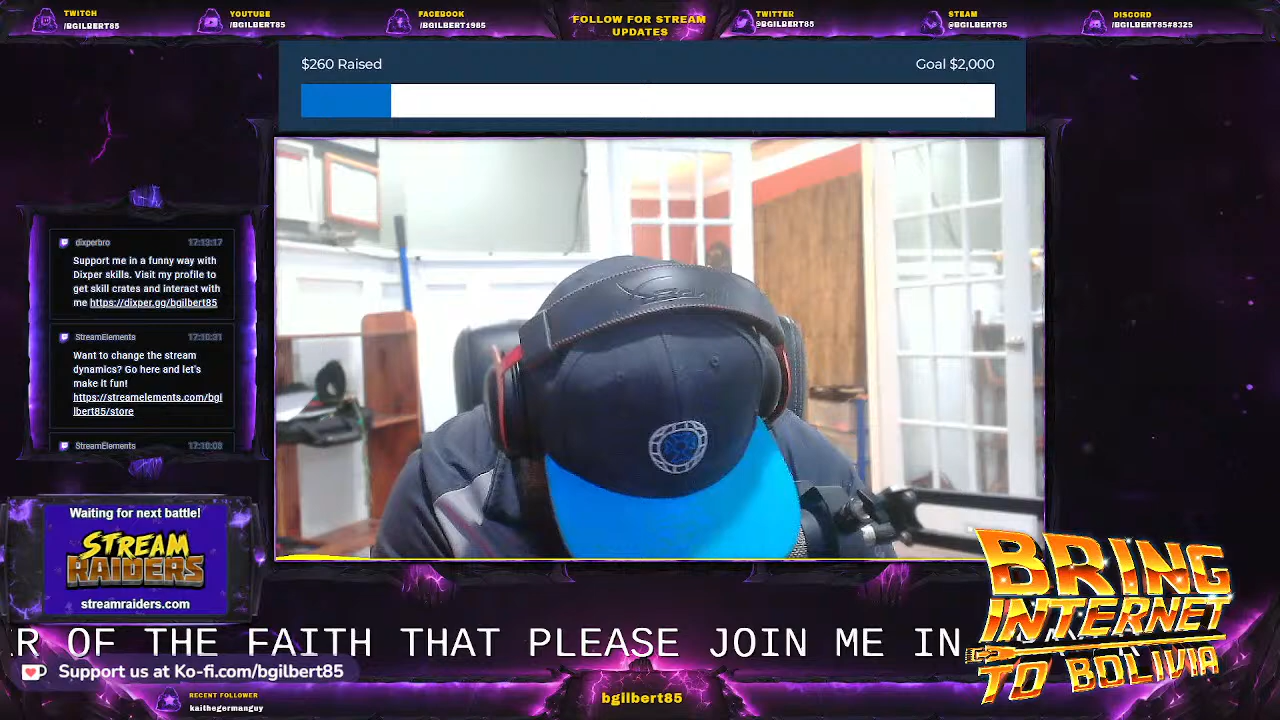 TWITCH
/BGILBERT85
YOUTUBE
/BGILBERT85
FACEBOOK
/BGILBERT1985
FOLLOW FOR STREAM
UPDATES
TWITTER
@BGILBERT85
STEAM
@BGILBERT85
DISCORD
/BGILBERT85#8325
$260 Raised
Goal $2,000
dixperbro 17:13:17
Support me in a funny way with
Dixper skills. Visit my profile to
get skill crates and interact with
me https://dixper.gg/bgilbert85
StreamElements 17:10:31
Want to change the stream
dynamics? Go here and let's
make it fun!
https://streamelements.com/bgi
lbert85/store
StreamElements 17:10:08
Waiting for next battle!
STREAM
RAIDERS
streamraiders.com
R OF THE FAITH THAT PLEASE JOIN ME IN
BRING
INTERNET
TO BOLIVIA
Support us at Ko-fi.com/bgilbert85
RECENT FOLLOWER
kaithegermanguy
bgilbert85